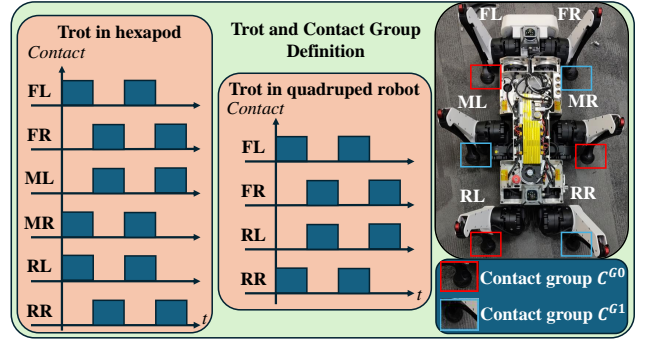 Trot in hexapod
Contact
FL
FR
ML
MR
RL
RR
t
Trot and Contact Group
Definition
Trot in quadruped robot
Contact
FL
FR
RL
RR
t
FL FR
ML MR
RL RR
Contact group C^G0
Contact group C^G1